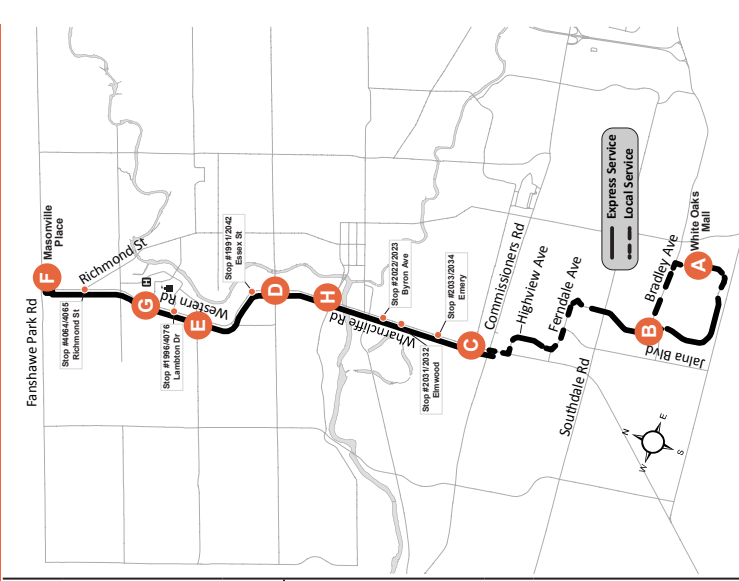 Fanshawe Park Rd
F
Masonville
Place
Richmond St
Stop #4064/4065
Richmond St
G
H
Western Rd
Stop #1996/4076
Lambton Dr
E
Stop #1991/2042
Essex St
D
H
Wharncliffe Rd
Stop #2022/2023
Byron Ave
Stop #2031/2032
Elmwood
Stop #2033/2034
Emery
C
Commissioners Rd
Highview Ave
Ferndale Ave
Southdale Rd
Express Service
Local Service
Bradley Ave
B
Jalna Blvd
A
White Oaks
Mall
N
E
S
W